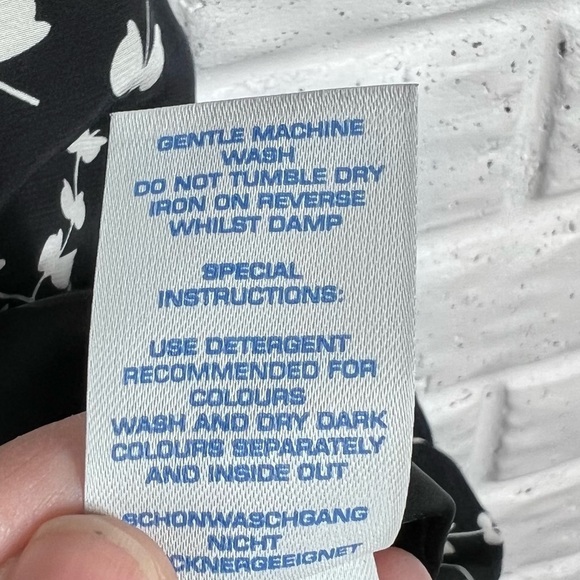 GENTLE MACHINE
WASH
DO NOT TUMBLE DRY
IRON ON REVERSE
WHILST DAMP
SPECIAL
INSTRUCTIONS:
USE DETERGENT
RECOMMENDED FOR
COLOURS
WASH AND DRY DARK
COLOURS SEPARATELY
AND INSIDE OUT
SCHONWASCHGANG
NICHT
CKNERGEEIGNET